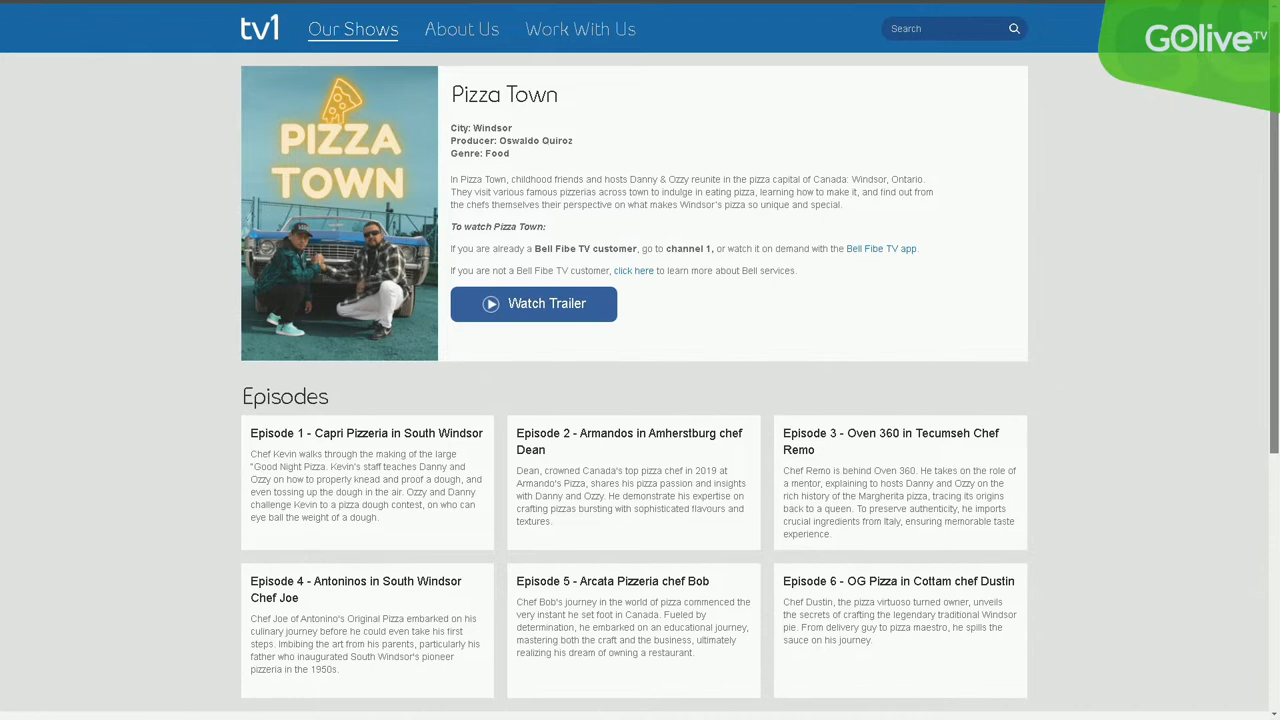 tv1 Our Shows About Us Work With Us Search
GOlive TV
PIZZA
TOWN
Pizza Town
City: Windsor
Producer: Oswaldo Quiroz
Genre: Food
In Pizza Town, childhood friends and hosts Danny & Ozzy reunite in the pizza capital of Canada: Windsor, Ontario.
They visit various famous pizzerias across town to indulge in eating pizza, learning how to make it, and find out from
the chefs themselves their perspective on what makes Windsor's pizza so unique and special.
To watch Pizza Town:
If you are already a Bell Fibe TV customer, go to channel 1, or watch it on demand with the Bell Fibe TV app.
If you are not a Bell Fibe TV customer, click here to learn more about Bell services.
Watch Trailer
Episodes
Episode 1 - Capri Pizzeria in South Windsor
Chef Kevin walks through the making of the large
"Good Night Pizza. Kevin's staff teaches Danny and
Ozzy on how to properly knead and proof a dough, and
even tossing up the dough in the air. Ozzy and Danny
challenge Kevin to a pizza dough contest, on who can
eye ball the weight of a dough.
Episode 2 - Armandos in Amherstburg chef
Dean
Dean, crowned Canada's top pizza chef in 2019 at
Armando's Pizza, shares his pizza passion and insights
with Danny and Ozzy. He demonstrate his expertise on
crafting pizzas bursting with sophisticated flavours and
textures.
Episode 3 - Oven 360 in Tecumseh Chef
Remo
Chef Remo is behind Oven 360. He takes on the role of
a mentor, explaining to hosts Danny and Ozzy on the
rich history of the Margherita pizza, tracing its origins
back to a queen. To preserve authenticity, he imports
crucial ingredients from Italy, ensuring memorable taste
experience.
Episode 4 - Antoninos in South Windsor
Chef Joe
Chef Joe of Antonino's Original Pizza embarked on his
culinary journey before he could even take his first
steps. Imbibing the art from his parents, particularly his
father who inaugurated South Windsor's pioneer
pizzeria in the 1950s.
Episode 5 - Arcata Pizzeria chef Bob
Chef Bob's journey in the world of pizza commenced the
very instant he set foot in Canada. Fueled by
determination, he embarked on an educational journey,
mastering both the craft and the business, ultimately
realizing his dream of owning a restaurant.
Episode 6 - OG Pizza in Cottam chef Dustin
Chef Dustin, the pizza virtuoso turned owner, unveils
the secrets of crafting the legendary traditional Windsor
pie. From delivery guy to pizza maestro, he spills the
sauce on his journey.